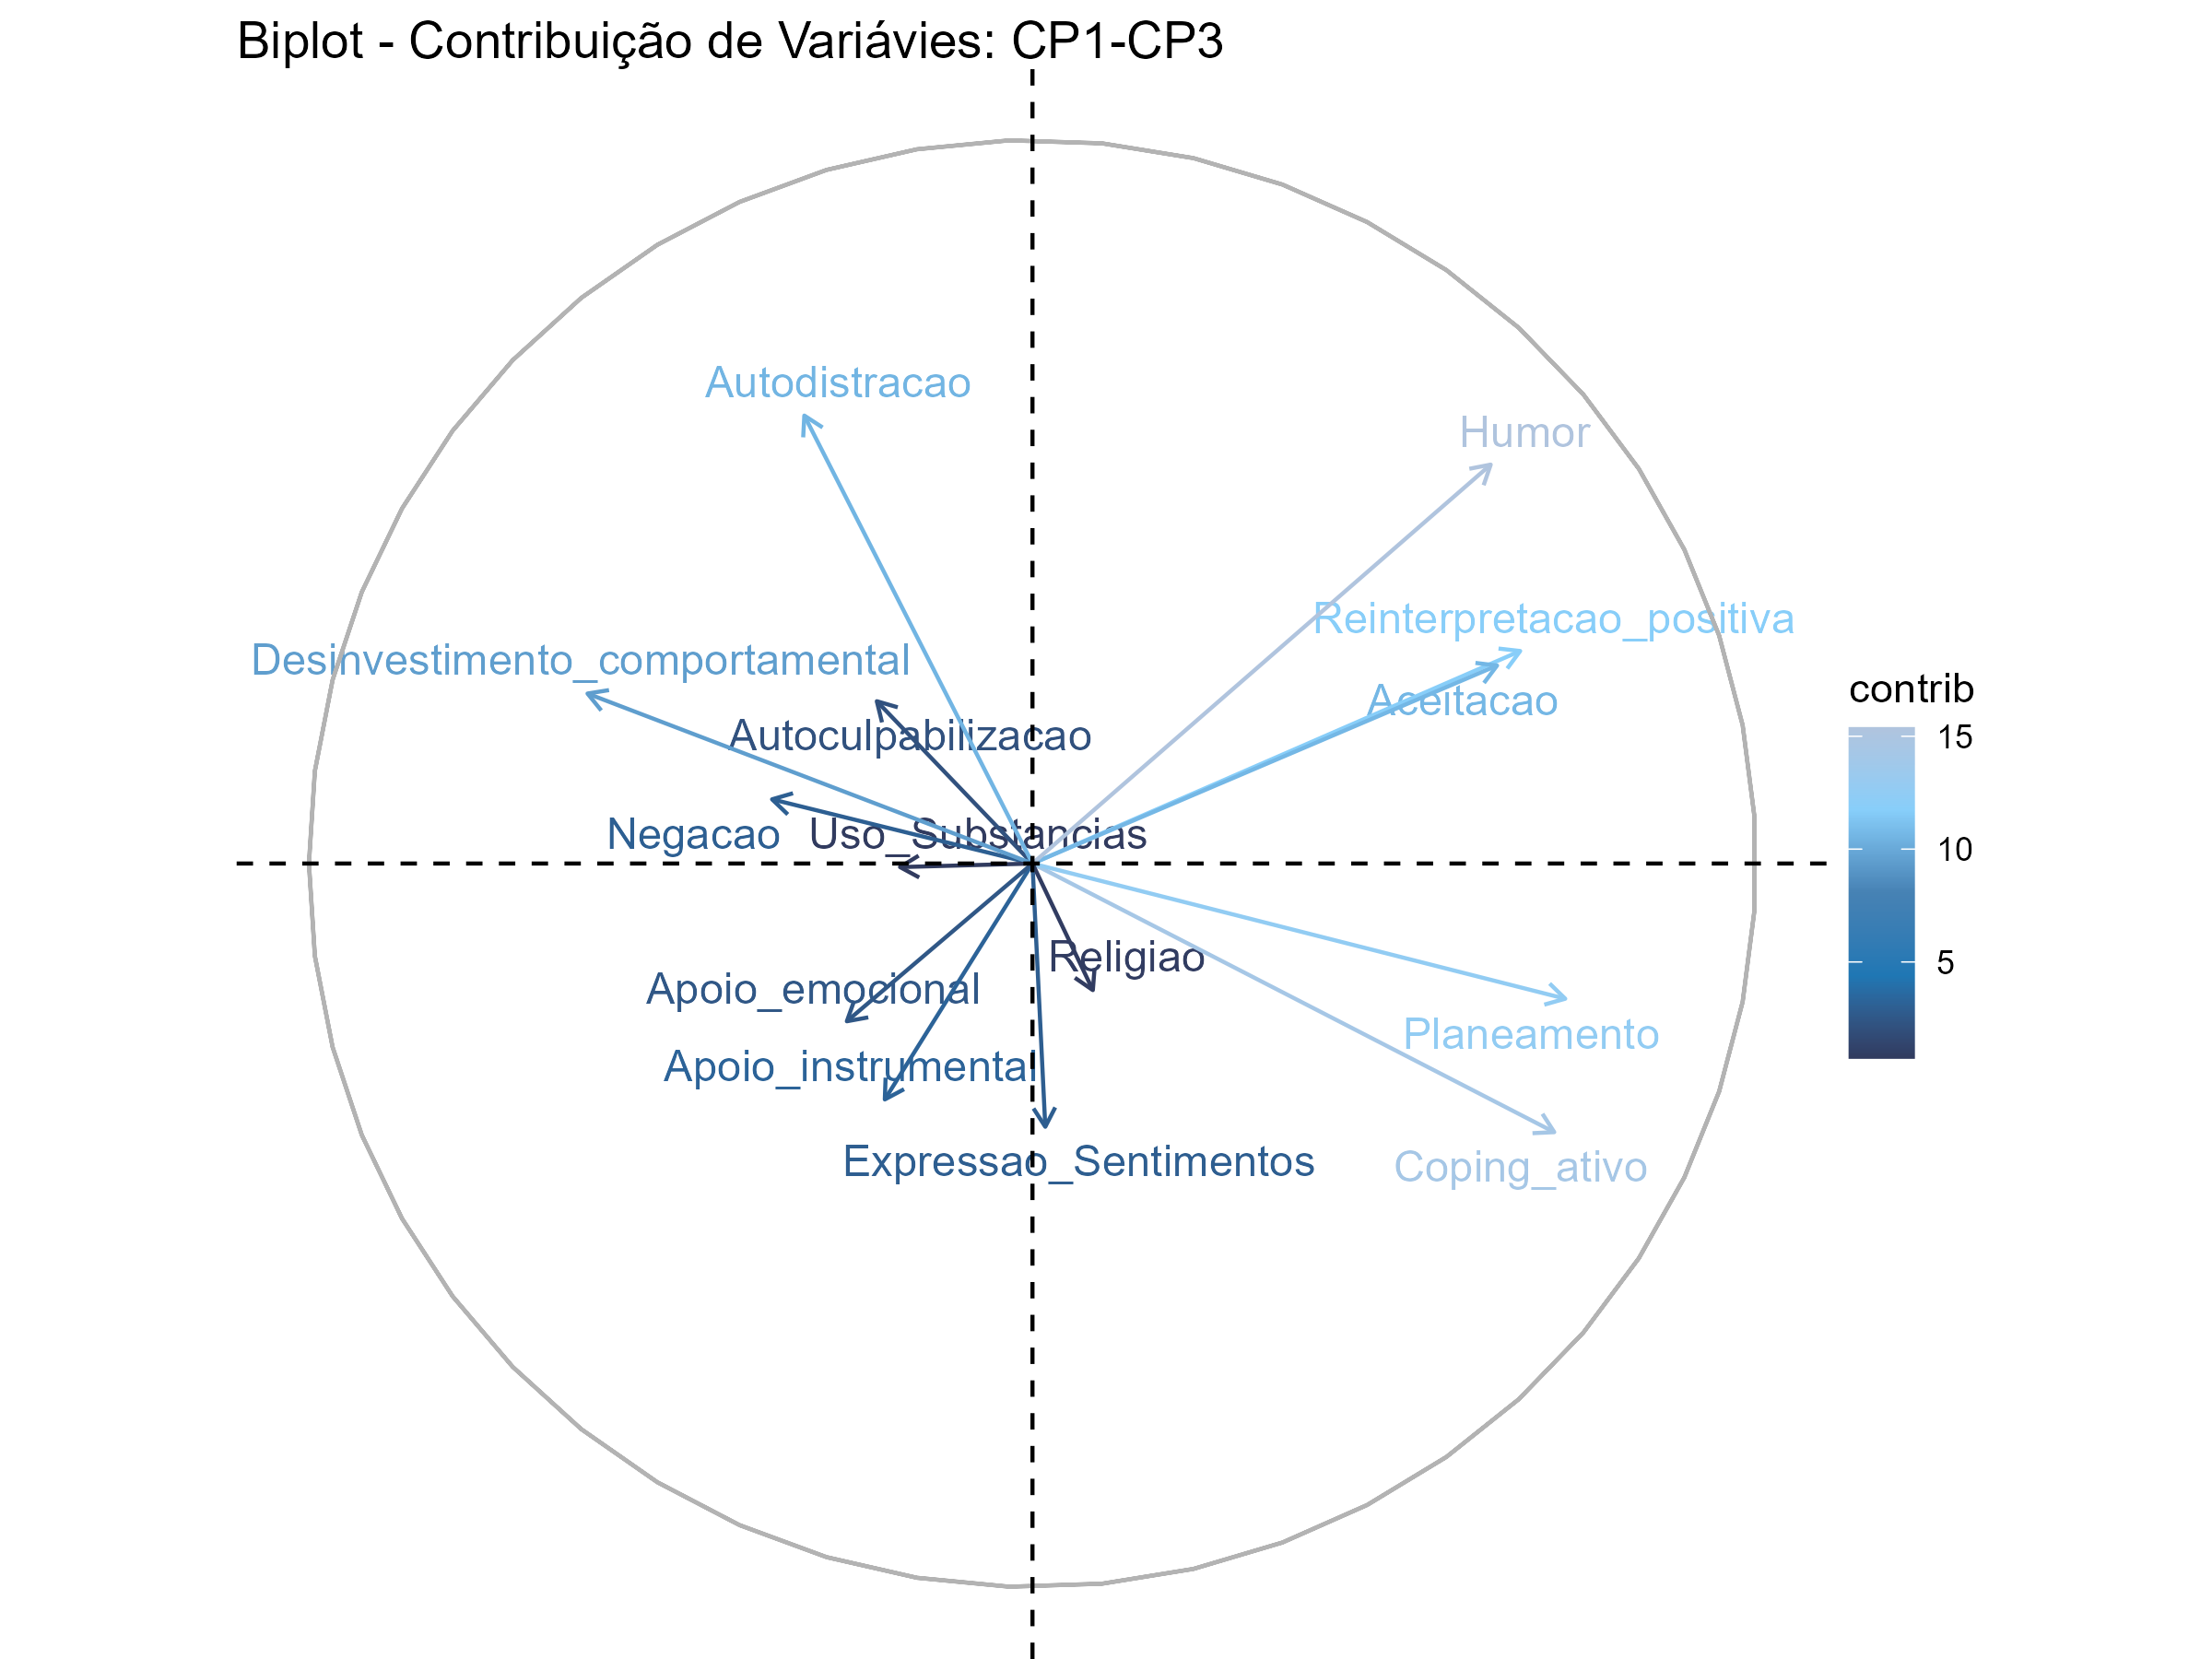 Biplot - Contribuição de Variávies: CP1-CP3
Autodistracao
Humor
Reinterpretacao_positiva
Desinvestimento_comportamental
Aceitacao
Autoculpabilizacao
Negacao
Uso_Substancias
Religiao
Apoio_emocional
Planeamento
Apoio_instrumental
Expressao_Sentimentos
Coping_ativo
contrib
15
10
5